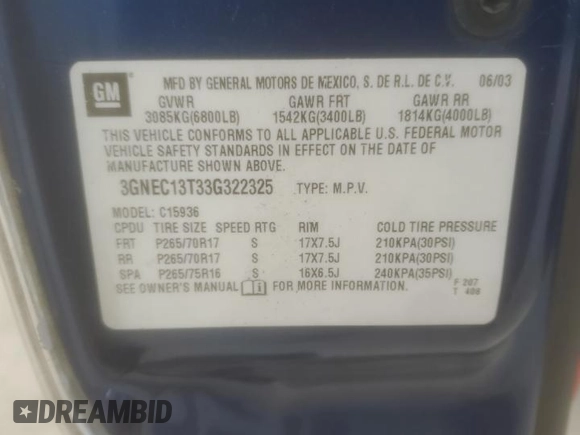 GM
MFD BY GENERAL MOTORS DE MEXICO, S. DE R.L. DE C.V. 06/03
GVWR GAWR FRT GAWR RR
3085KG(6800LB) 1542KG(3400LB) 1814KG(4000LB)
THIS VEHICLE CONFORMS TO ALL APPLICABLE U.S. FEDERAL MOTOR
VEHICLE SAFETY STANDARDS IN EFFECT ON THE DATE OF
MANUFACTURE SHOWN ABOVE.
3GNEC13T33G322325 TYPE: M.P.V.
MODEL: C15936
CPDU TIRE SIZE SPEED RTG RIM COLD TIRE PRESSURE
FRT P265/70R17 S 17X7.5J 210KPA(30PSI)
RR P265/70R17 S 17X7.5J 210KPA(30PSI)
SPA P265/75R16 S 16X6.5J 240KPA(35PSI)
SEE OWNER'S MANUAL FOR MORE INFORMATION.
F 207
T 408
DREAMBID